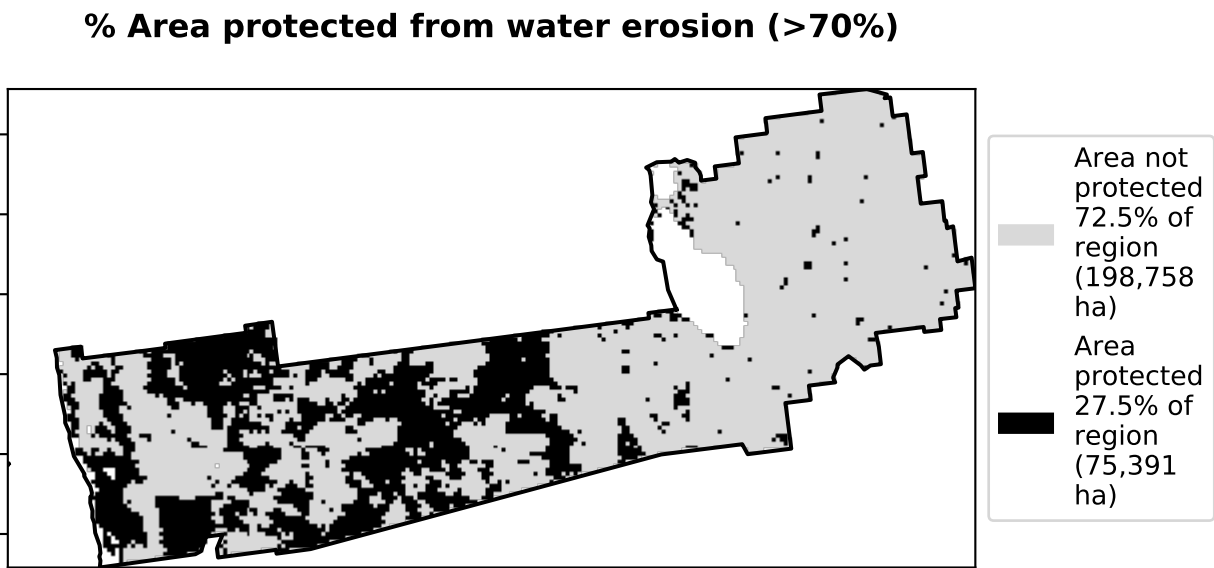 % Area protected from water erosion (>70%)
Area not
protected
72.5% of
region
(198,758
ha)
Area
protected
27.5% of
region
(75,391
ha)